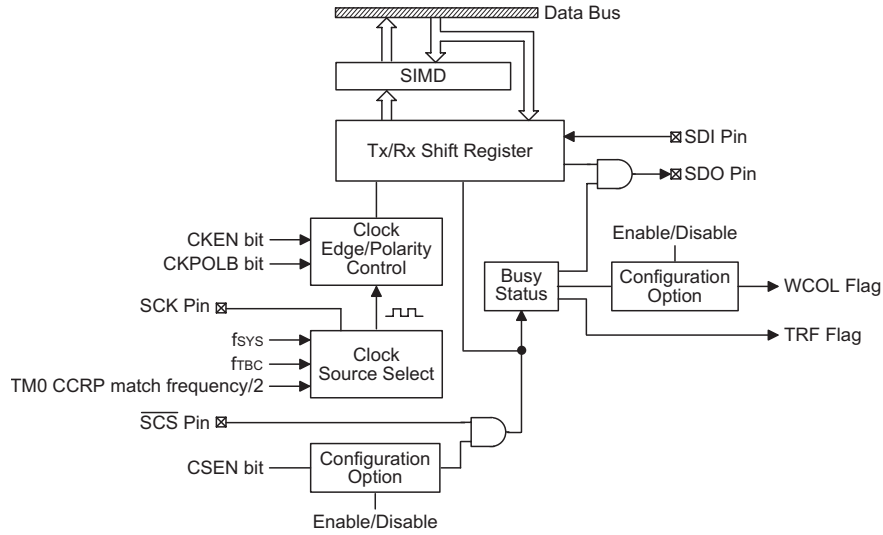 Data Bus
SIMD
Tx/Rx Shift Register
SDI Pin
SDO Pin
CKEN bit
CKPOLB bit
Clock
Edge/Polarity
Control
Enable/Disable
Busy
Status
Configuration
Option
WCOL Flag
TRF Flag
SCK Pin
fSYS
fTBC
TM0 CCRP match frequency/2
Clock
Source Select
SCS Pin
CSEN bit
Configuration
Option
Enable/Disable